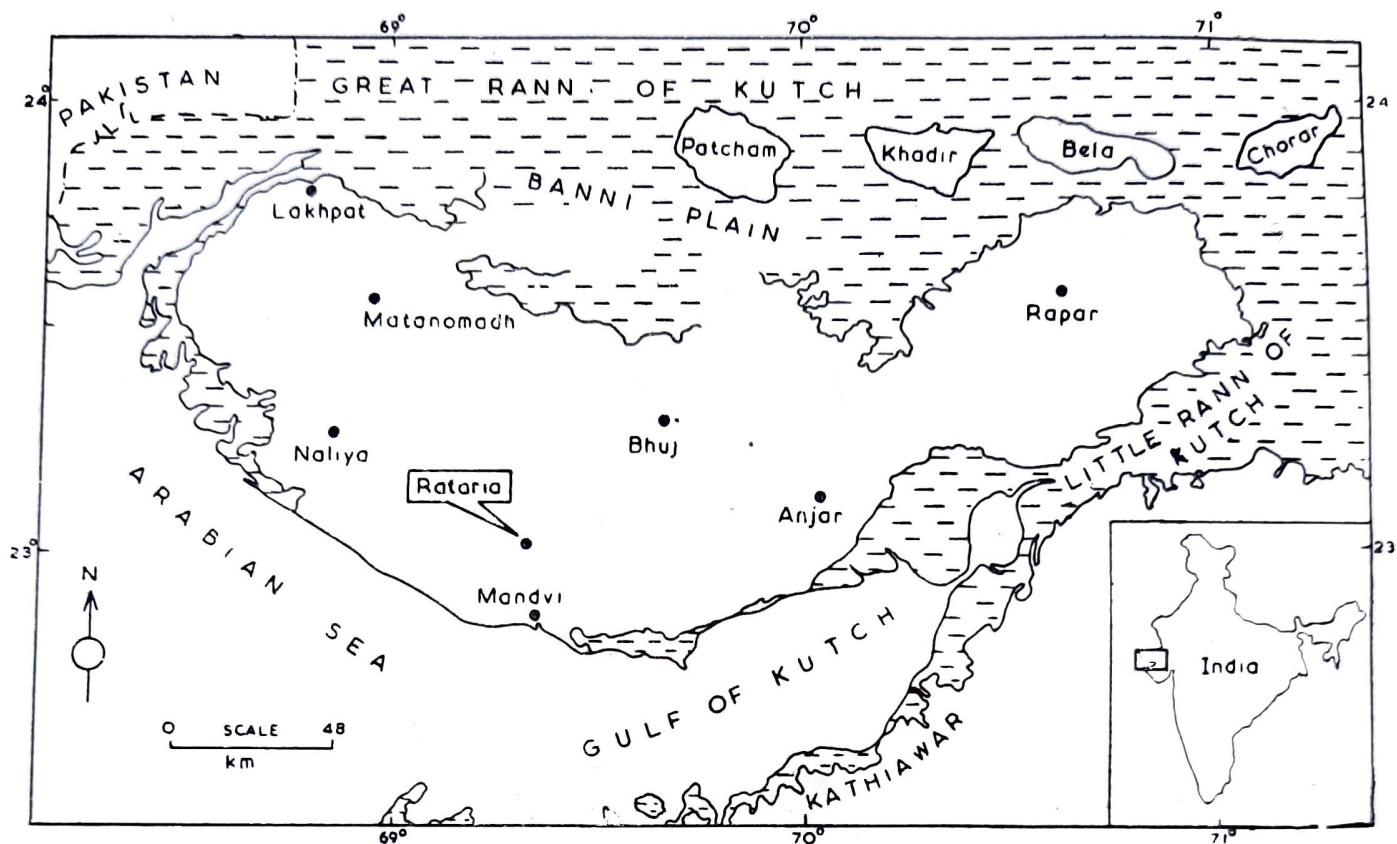 69° 70° 71°
PAKISTAN
GREAT RANN OF KUTCH
24° 24
Patcham
Khadir
Bela
Chorar
BANNI PLAIN
Lakhpat
Matanomadh
Rapar
LITTLE RANN OF KUTCH
Naliya
Bhuj
Rataria
Anjar
ARABIAN SEA
23° 23
N
Mandvi
GULF OF KUTCH
India
0 SCALE 48
km
KATHIAWAR
69° 70° 71°